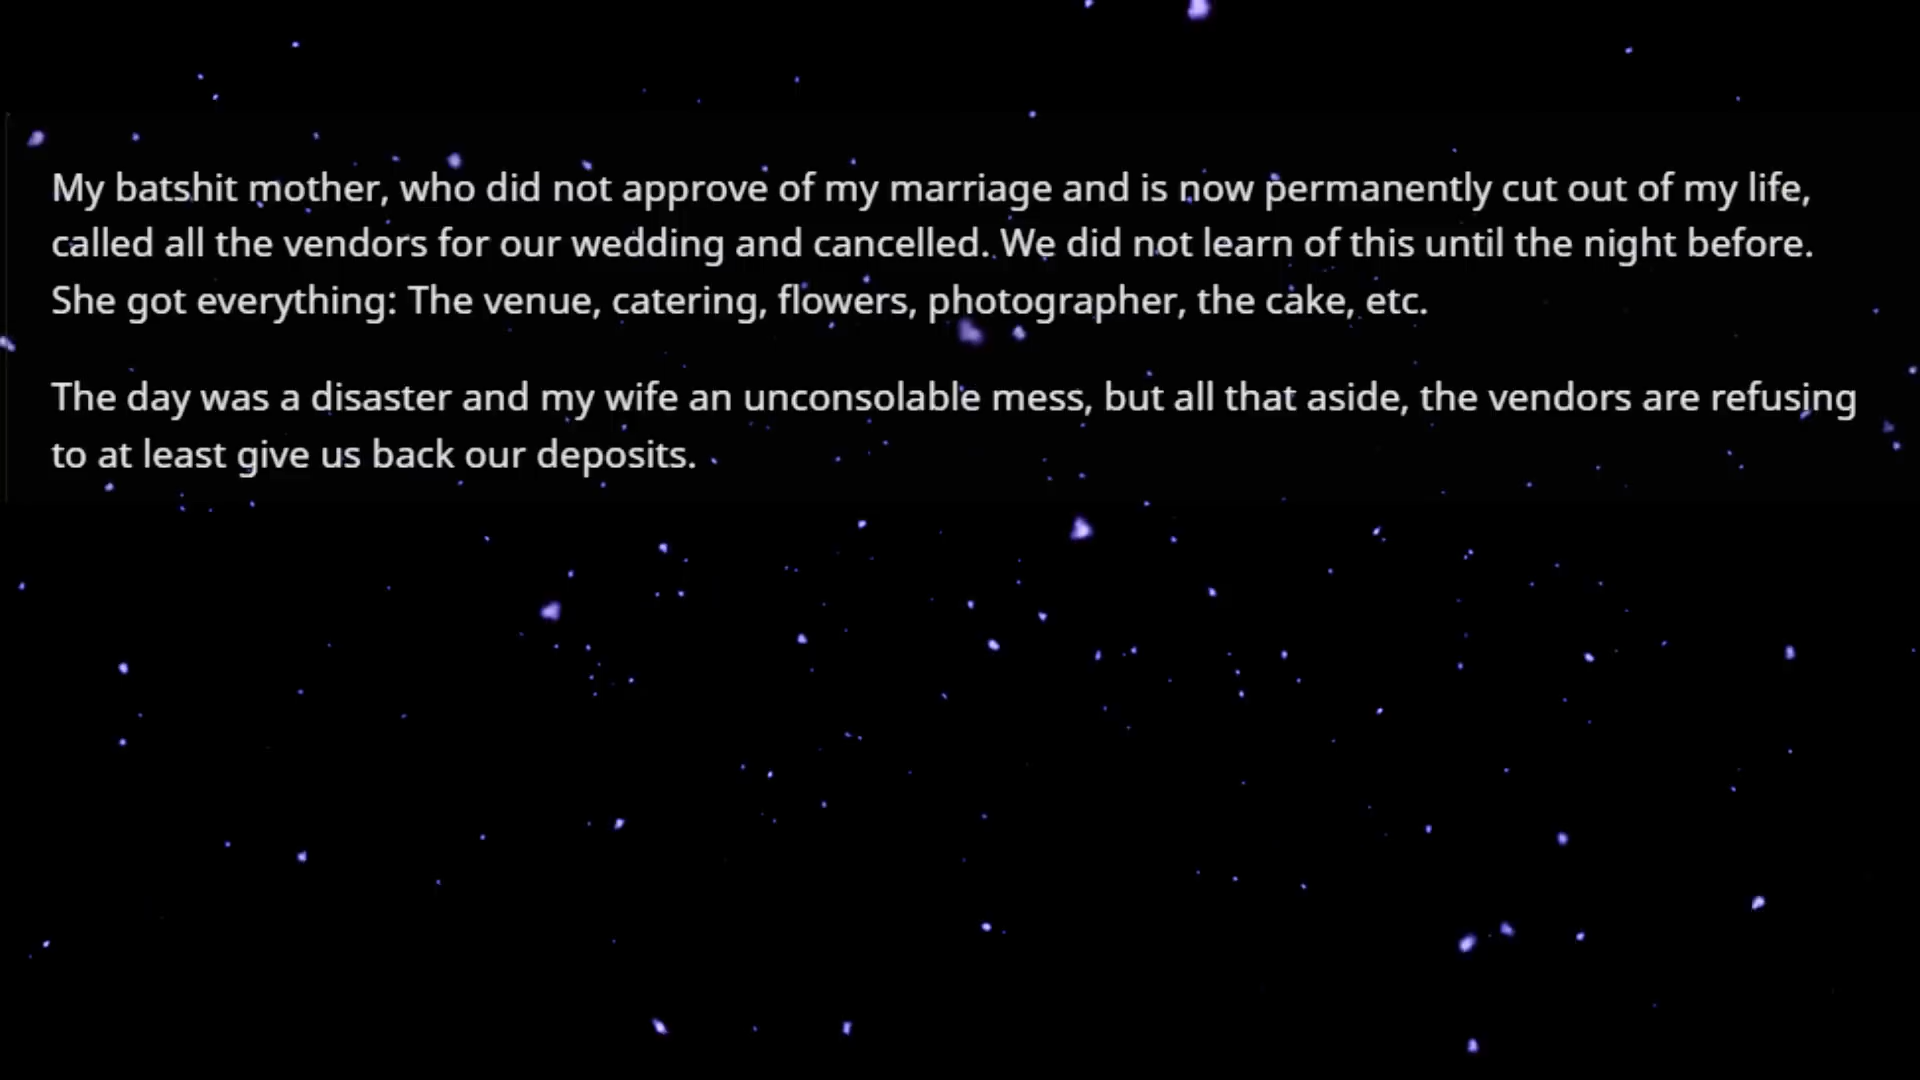 My batshit mother, who did not approve of my marriage and is now permanently cut out of my life,
called all the vendors for our wedding and cancelled. We did not learn of this until the night before.
She got everything: The venue, catering, flowers, photographer, the cake, etc.
The day was a disaster and my wife an unconsolable mess, but all that aside, the vendors are refusing
to at least give us back our deposits.